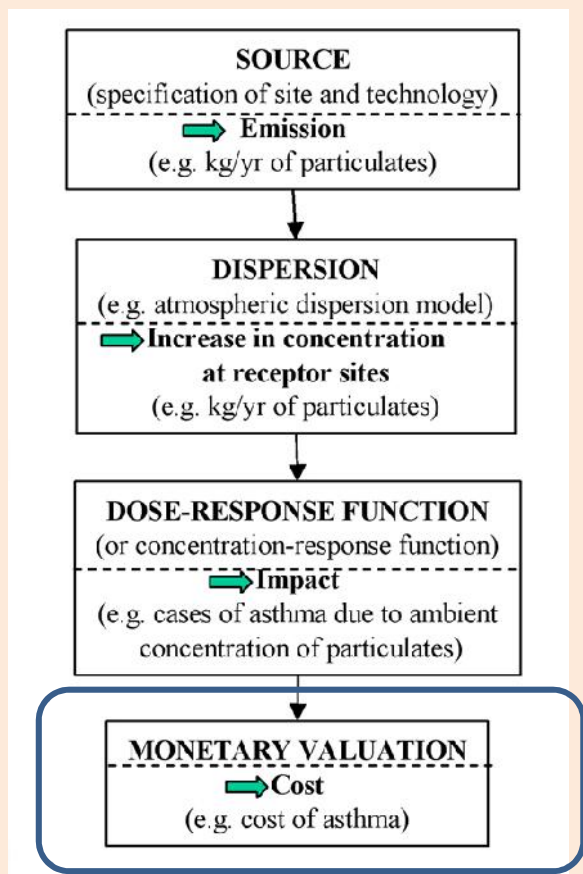 SOURCE
(specification of site and technology)
Emission
(e.g. kg/yr of particulates)
DISPERSION
(e.g. atmospheric dispersion model)
Increase in concentration
at receptor sites
(e.g. kg/yr of particulates)
DOSE-RESPONSE FUNCTION
(or concentration-response function)
Impact
(e.g. cases of asthma due to ambient
concentration of particulates)
MONETARY VALUATION
Cost
(e.g. cost of asthma)